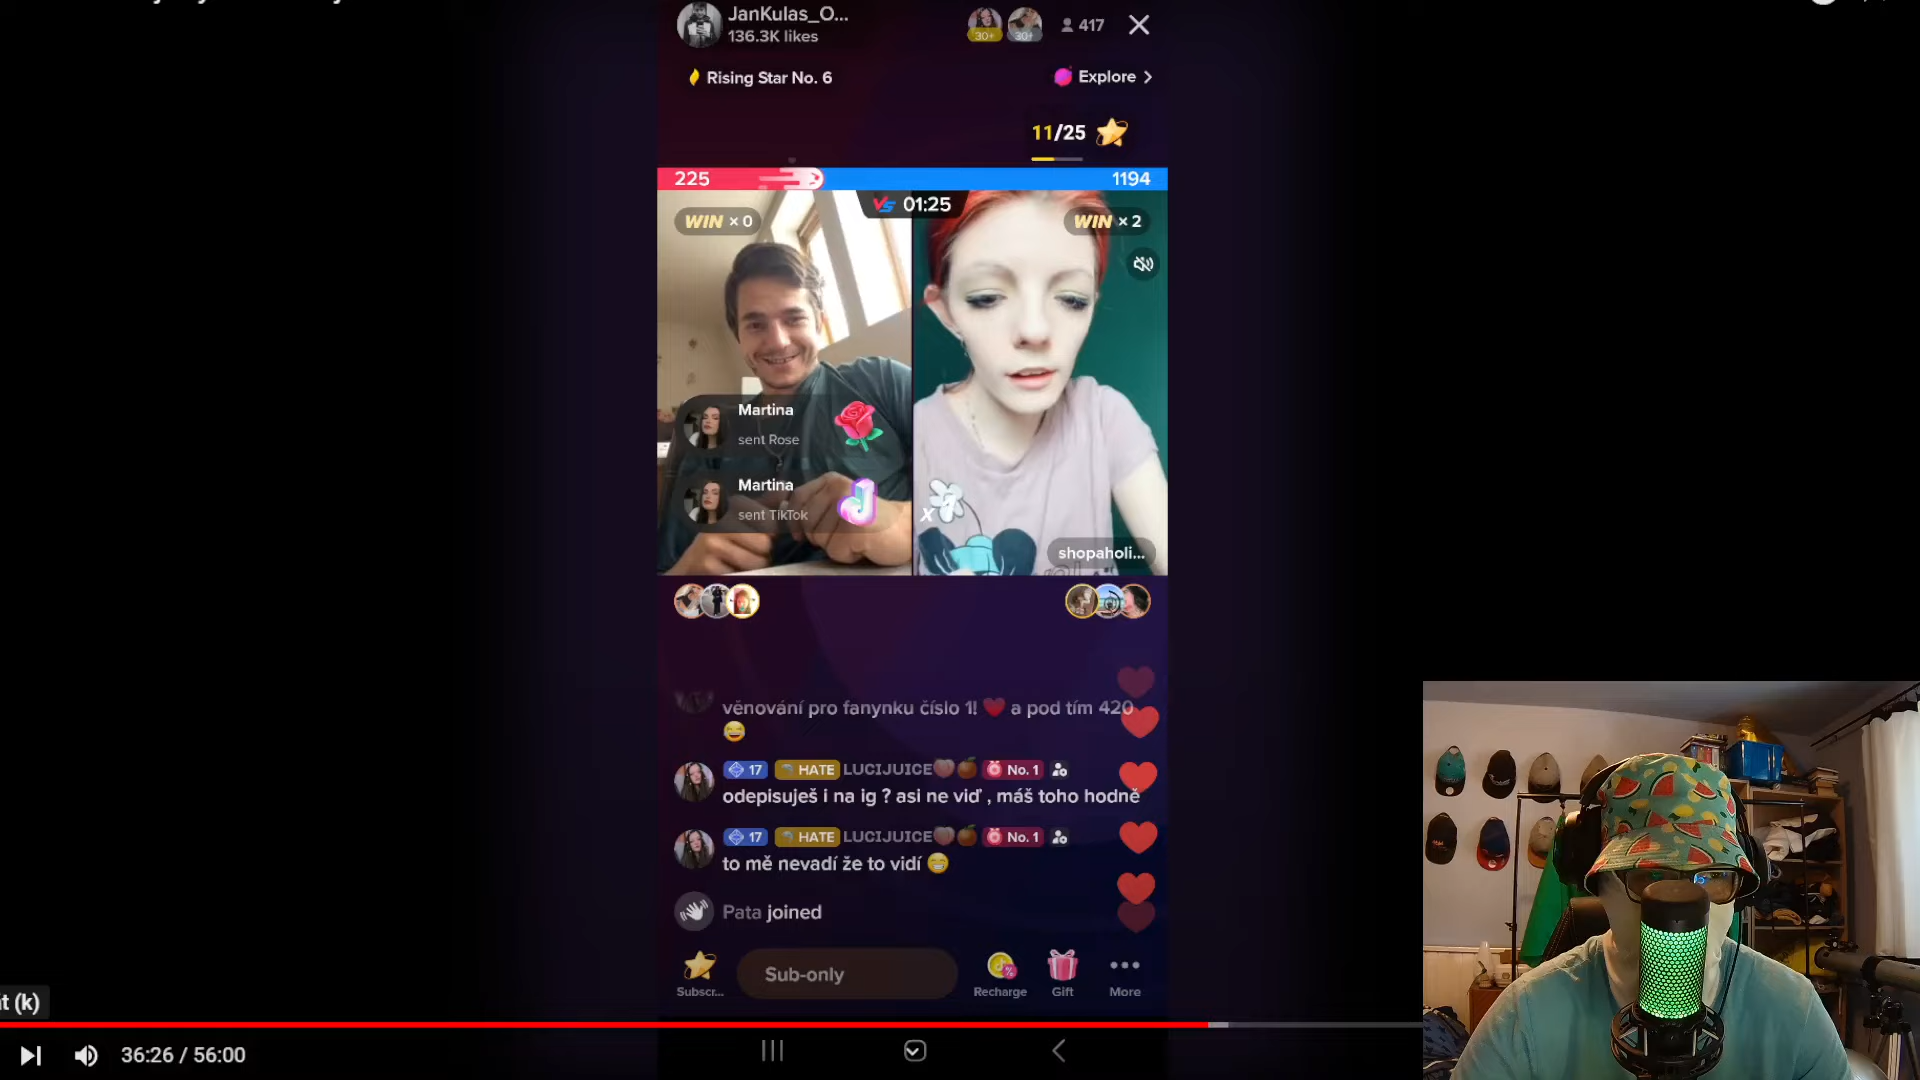 JanKulas_O...
136.3K likes
30+
30+
417
Rising Star No. 6
Explore
11/25
225
1194
VS 01:25
WIN × 0
WIN × 2
Martina
sent Rose
Martina
sent TikTok
x
shopaholi...
věnování pro fanynku číslo 1! ❤️ a pod tím 420
😂
17 HATE LUCIJUICE🍑🍊 No. 1
odepisuješ i na ig ? asi ne viď , máš toho hodně
17 HATE LUCIJUICE🍑🍊 No. 1
to mě nevadí že to vidí 😁
Pata joined
Subscr...
Sub-only
Recharge
Gift
More
t (k)
36:26 / 56:00